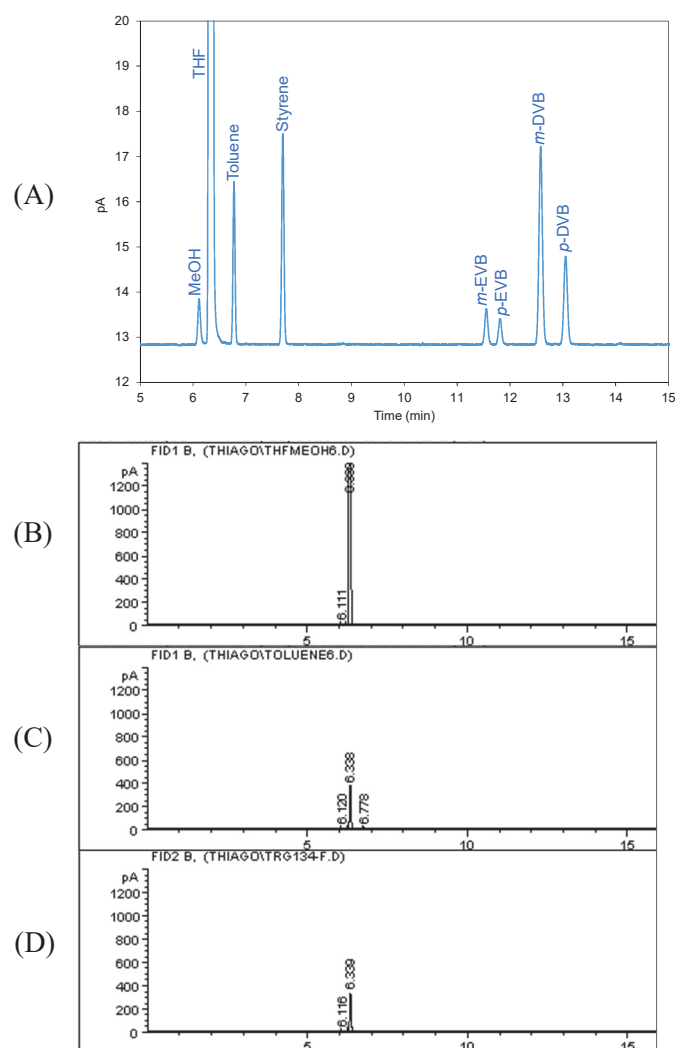 (A)
20
19
18
17
16
15
14
13
12
pA
THF
MeOH
Toluene
Styrene
m-EVB
p-EVB
m-DVB
p-DVB
5 6 7 8 9 10 11 12 13 14 15
Time (min)
(B)
FID1 B, (THIAGO\THFMEOH6.D)
pA
1200
1000
800
600
400
200
0
6.111
5 10 15
(C)
FID1 B, (THIAGO\TOLUENE6.D)
pA
1200
1000
800
600
400
200
0
6.120
6.338
6.778
5 10 15
(D)
FID2 B, (THIAGO\TRG134-F.D)
pA
1200
1000
800
600
400
200
0
6.116
6.339
5 10 15